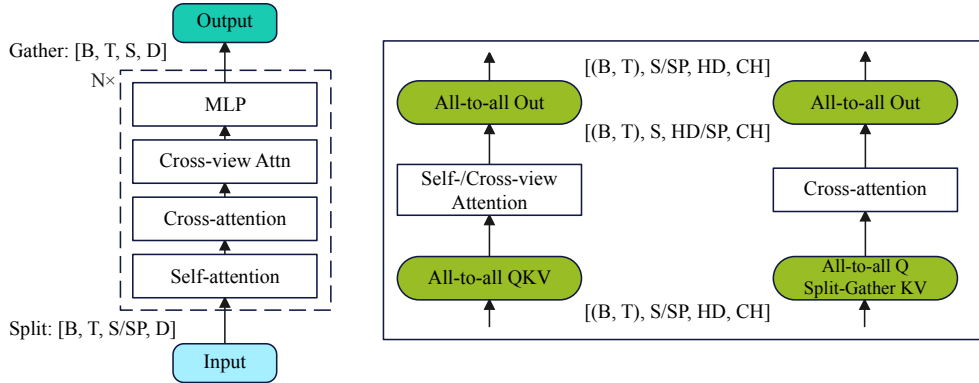 Output
Gather: [B, T, S, D]
N×
MLP
Cross-view Attn
Cross-attention
Self-attention
Split: [B, T, S/SP, D]
Input
[(B, T), S/SP, HD, CH]
All-to-all Out
All-to-all Out
[(B, T), S, HD/SP, CH]
Self-/Cross-view
Attention
Cross-attention
All-to-all QKV
All-to-all Q
Split-Gather KV
[(B, T), S/SP, HD, CH]